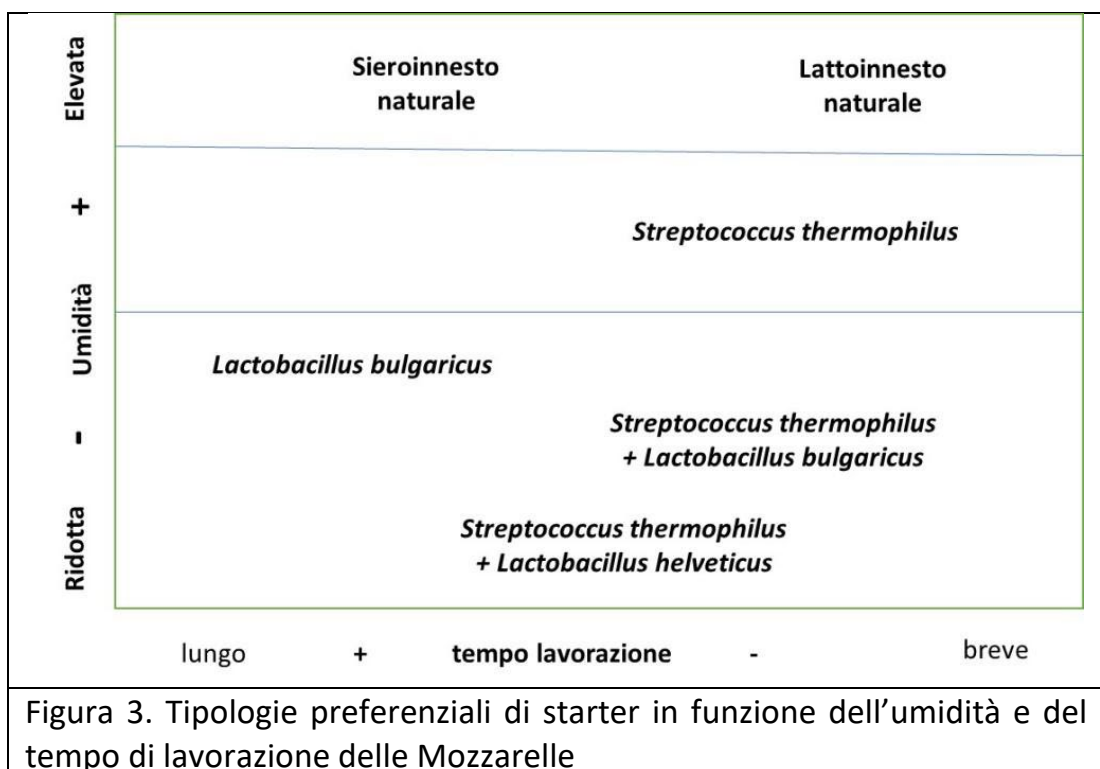 Elevata
Sieroinnesto
naturale
Lattoinnesto
naturale
+
Streptococcus thermophilus
Umidità
Lactobacillus bulgaricus
-
Streptococcus thermophilus
+ Lactobacillus bulgaricus
Ridotta
Streptococcus thermophilus
+ Lactobacillus helveticus
lungo + tempo lavorazione - breve
Figura 3. Tipologie preferenziali di starter in funzione dell’umidità e del
tempo di lavorazione delle Mozzarelle